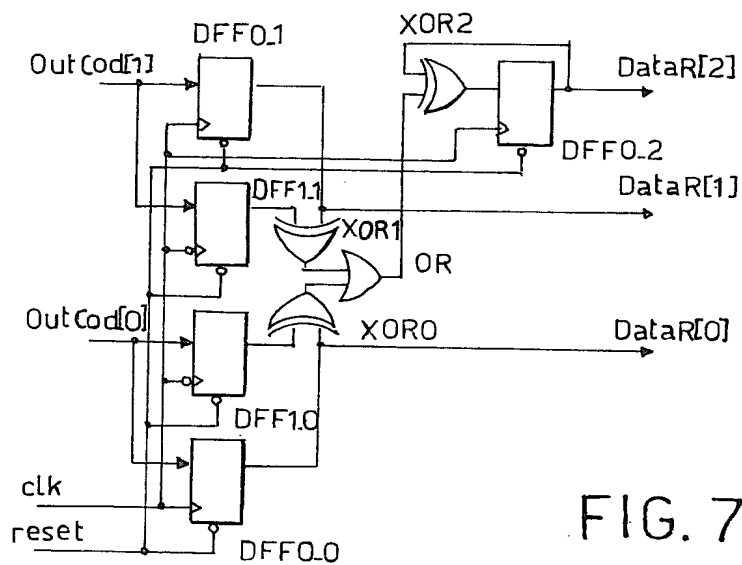 XOR2
DFF0_1
OutCod[1]
DataR[2]
DFF0_2
DFF1_1
DataR[1]
XOR1
OR
OutCod[0]
XOR0
DataR[0]
DFF1_0
clk
reset
DFF0_0
FIG. 7